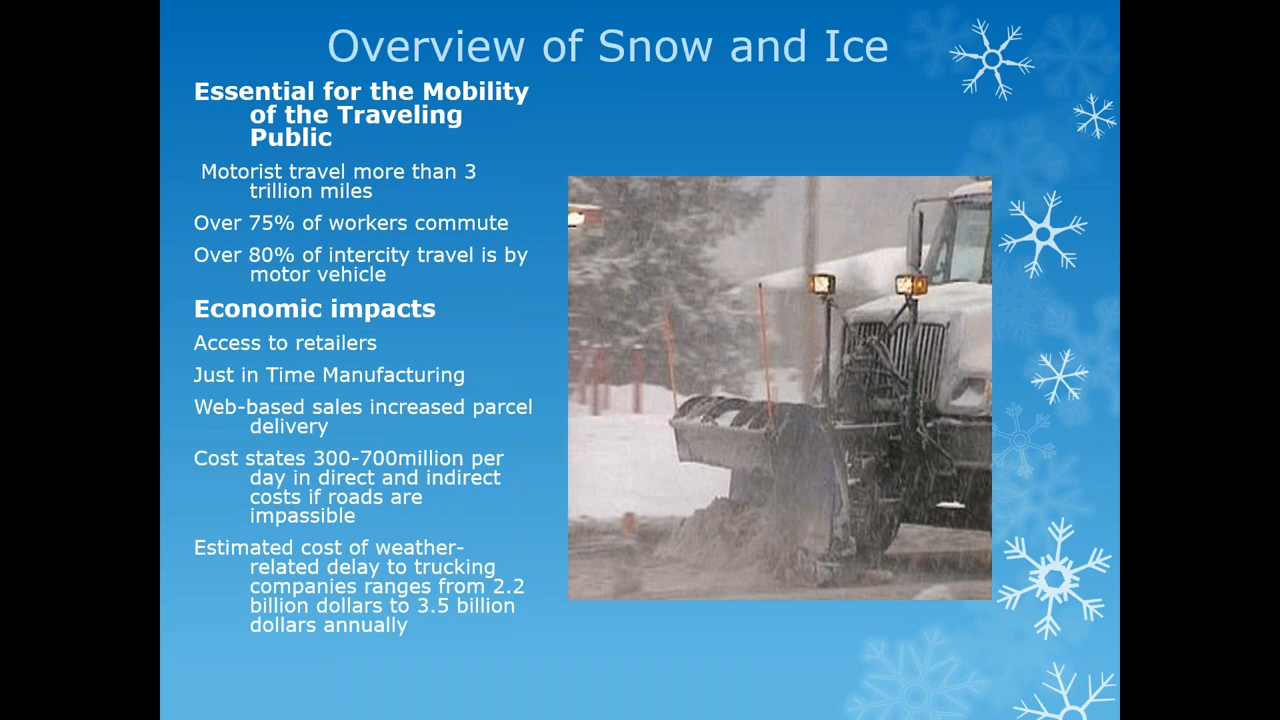 Overview of Snow and Ice
Essential for the Mobility
of the Traveling
Public
Motorist travel more than 3
trillion miles
Over 75% of workers commute
Over 80% of intercity travel is by
motor vehicle
Economic impacts
Access to retailers
Just in Time Manufacturing
Web-based sales increased parcel
delivery
Cost states 300-700million per
day in direct and indirect
costs if roads are
impassible
Estimated cost of weather-
related delay to trucking
companies ranges from 2.2
billion dollars to 3.5 billion
dollars annually